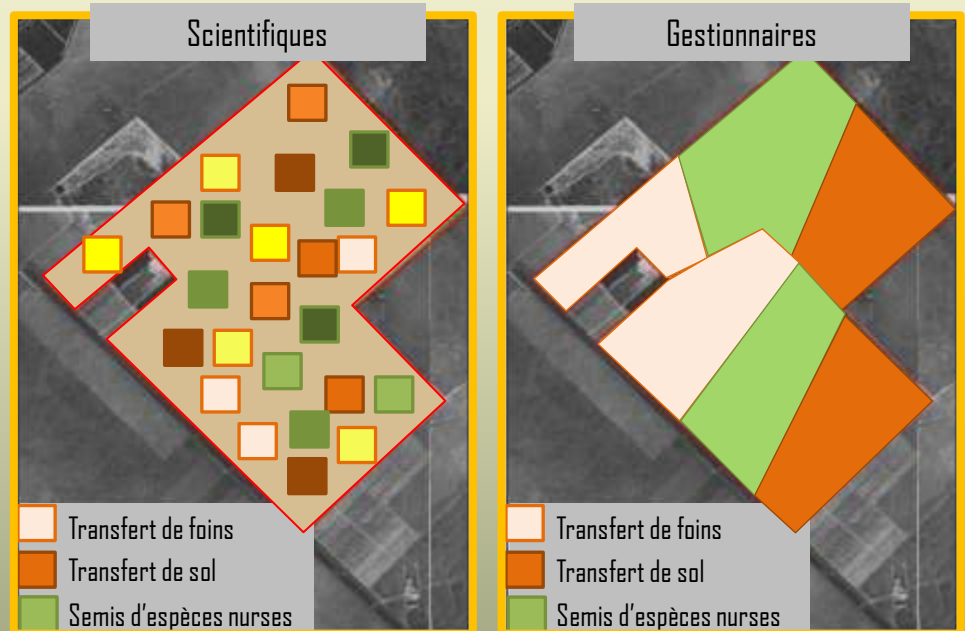 Scientifiques
Transfert de foins
Transfert de sol
Semis d'espèces nurses
Gestionnaires
Transfert de foins
Transfert de sol
Semis d'espèces nurses